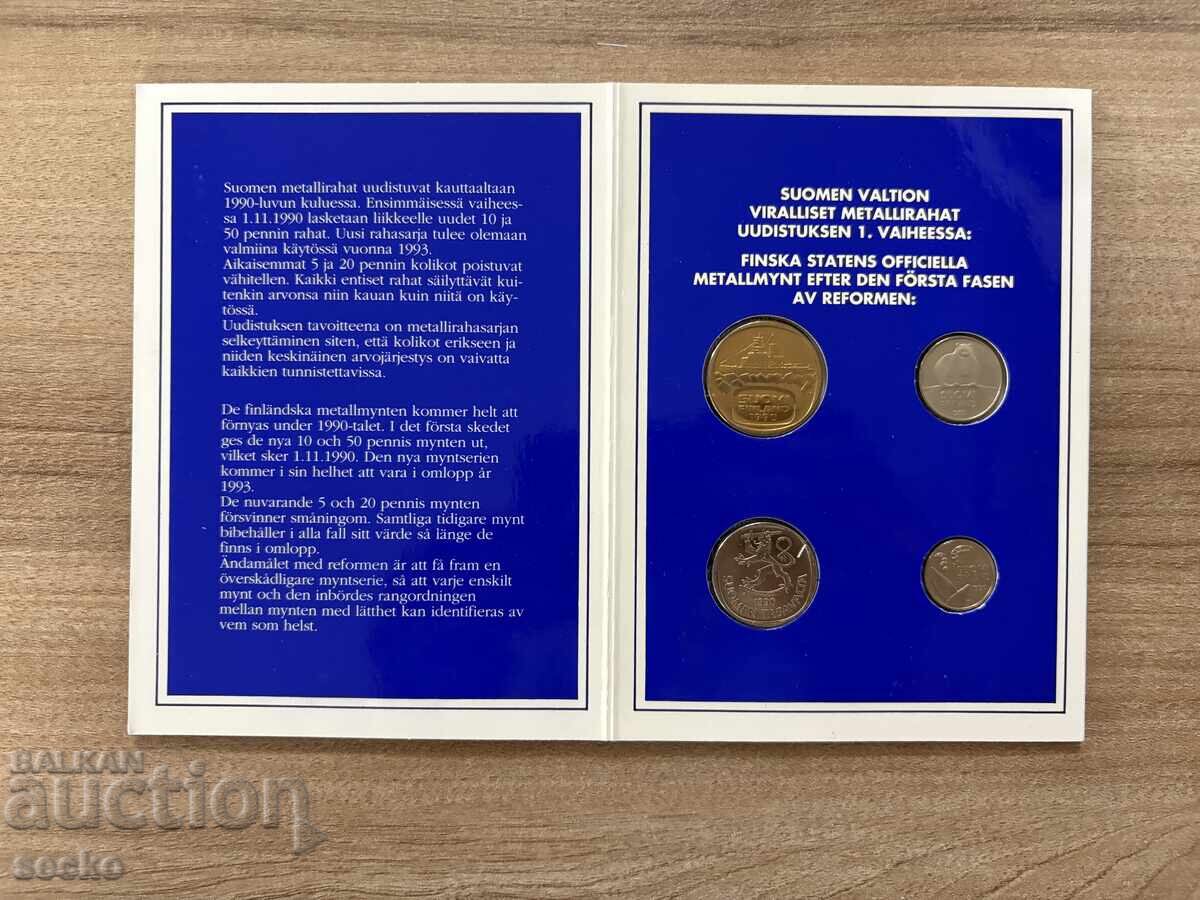 Suomen metallirahat uudistuvat kauttaaltaan
1990-luvun kuluessa. Ensimmäisessä vaihees-
sa 1.11.1990 lasketaan liikkeelle uudet 10 ja
50 pennin rahat. Uusi rahasarja tulee olemaan
valmiina käytössä vuonna 1993.
Aikaisemmat 5 ja 20 pennin kolikot poistuvat
vähitellen. Kaikki entiset rahat säilyttävät kui-
tenkin arvonsa niin kauan kuin niitä on käy-
tössä.
Uudistuksen tavoitteena on metallirahasarjan
selkeyttäminen siten, että kolikot erikseen ja
niiden keskinäinen arvojärjestys on vaivatta
kaikkien tunnistettavissa.
De finländska metallmynten kommer helt att
förnyas under 1990-talet. I det första skedet
ges de nya 10 och 50 pennis mynten ut,
vilket sker 1.11.1990. Den nya myntserien
kommer i sin helhet att vara i omlopp år
1993.
De nuvarande 5 och 20 pennis mynten
försvinner småningom. Samtliga tidigare mynt
bibehåller i alla fall sitt värde så länge de
finns i omlopp.
Ändamålet med reformen är att få fram en
överskådligare myntserie, så att varje enskilt
mynt och den inbördes rangordningen
mellan mynten med lätthet kan identifieras av
vem som helst.
SUOMEN VALTION
VIRALLISET METALLIRAHAT
UUDISTUKSEN 1. VAIHEESSA:
FINSKA STATENS OFFICIELLA
METALLMYNT EFTER DEN FÖRSTA FASEN
AV REFORMEN:
SUOMI
FINLAND
SUOMEN TASAVALTA
BALKAN
auction
socko